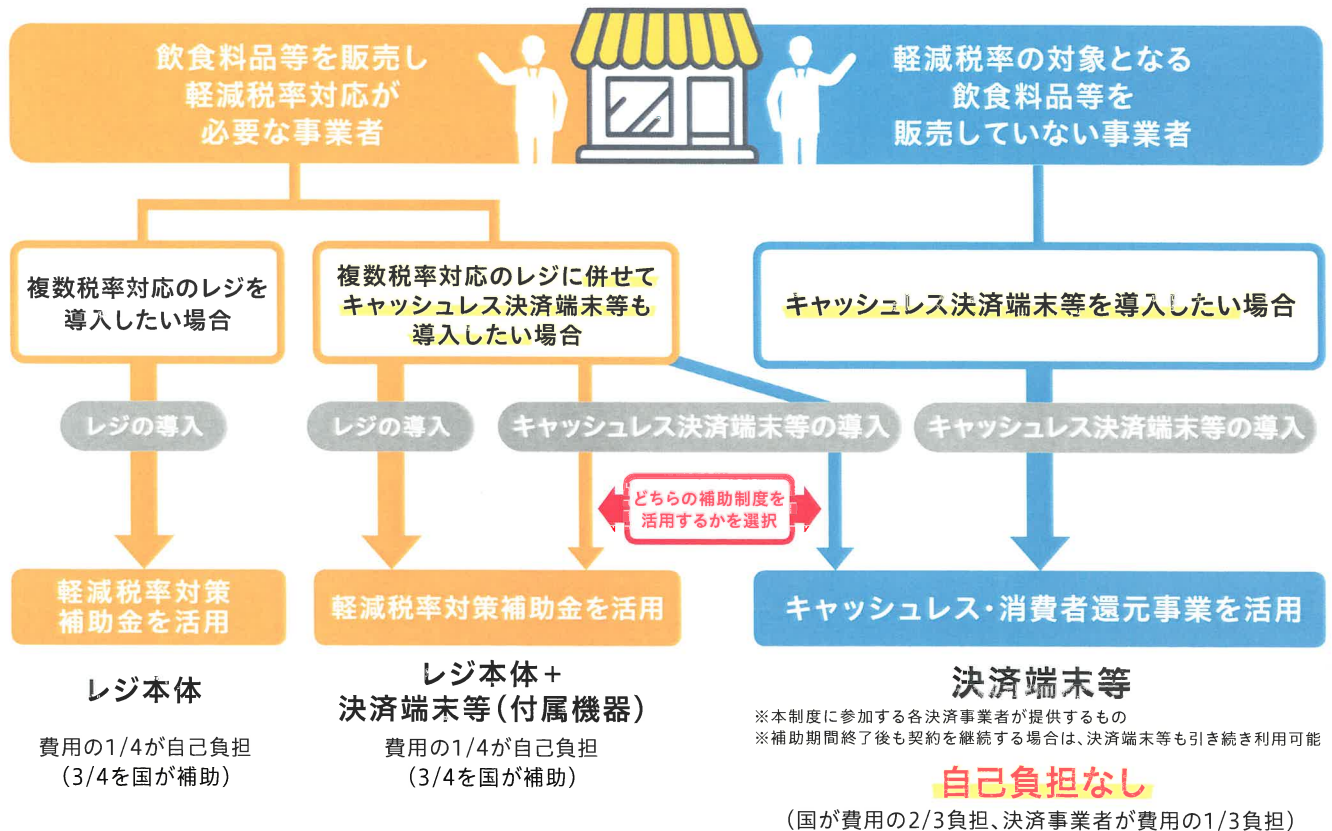 飲食料品等を販売し
軽減税率対応が
必要な事業者
軽減税率の対象となる
飲食料品等を
販売していない事業者
複数税率対応のレジを
導入したい場合
複数税率対応のレジに併せて
キャッシュレス決済端末等も
導入したい場合
キャッシュレス決済端末等を導入したい場合
レジの導入
レジの導入
キャッシュレス決済端末等の導入
キャッシュレス決済端末等の導入
どちらの補助制度を
活用するかを選択
軽減税率対策
補助金を活用
軽減税率対策補助金を活用
キャッシュレス・消費者還元事業を活用
レジ本体
費用の1/4が自己負担
(3/4を国が補助)
レジ本体+
決済端末等(付属機器)
費用の1/4が自己負担
(3/4を国が補助)
決済端末等
※本制度に参加する各決済事業者が提供するもの
※補助期間終了後も契約を継続する場合は、決済端末等も引き続き利用可能
自己負担なし
(国が費用の2/3負担、決済事業者が費用の1/3負担)